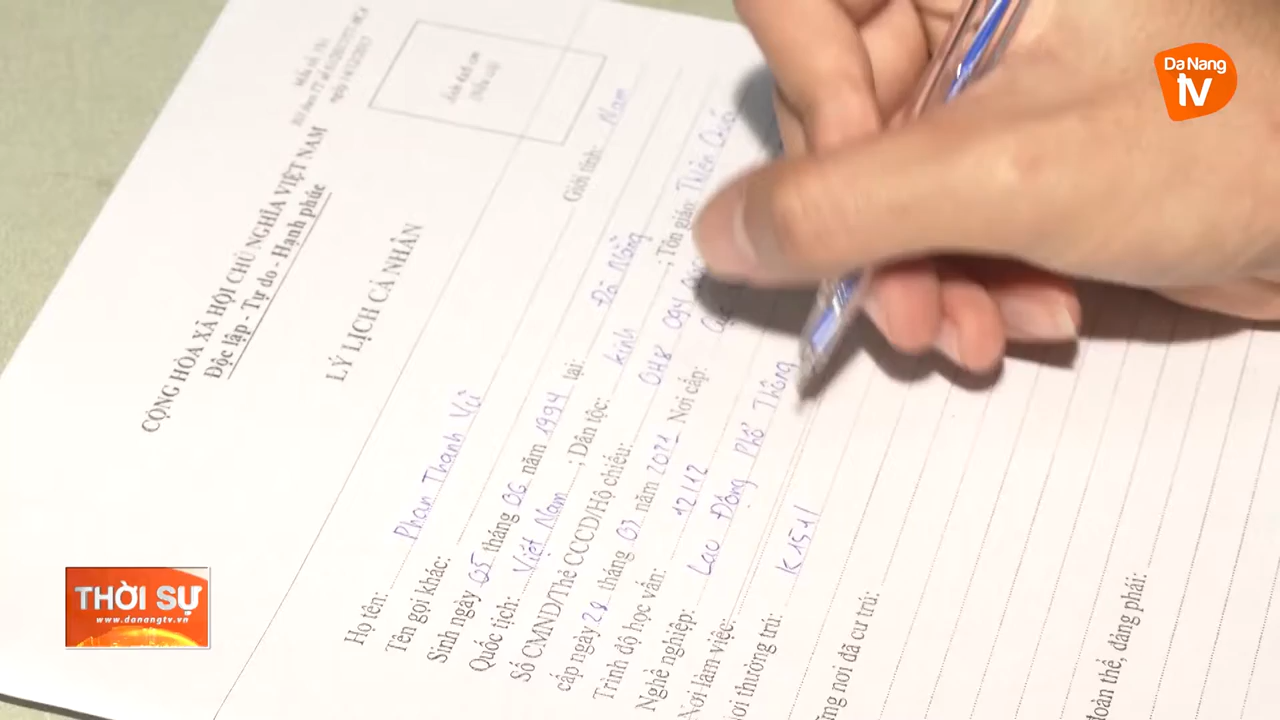 Da Nang
tv
CỘNG HÒA XÃ HỘI CHỦ NGHĨA VIỆT NAM
Độc lập - Tự do - Hạnh phúc
LÝ LỊCH CÁ NHÂN
Họ tên: Phan Thanh Vũ Giới tính: Nam
Tên gọi khác:
Sinh ngày 05 tháng 06 năm 1994 tại: Đà Nẵng
Quốc tịch: Việt Nam ; Dân tộc: kinh ; Tôn giáo: Thiên Chúa
Số CMND/Thẻ CCCD/Hộ chiếu: 048 094
cấp ngày 28 tháng 03 năm 2021 Nơi cấp:
Trình độ học vấn: 12/12
Nghề nghiệp: Lao Động Phổ Thông
Nơi làm việc:
ơi thường trú: K151/
ững nơi đã cư trú:
đoàn thể, đảng phái:
THỜI SỰ
www.danangtv.vn